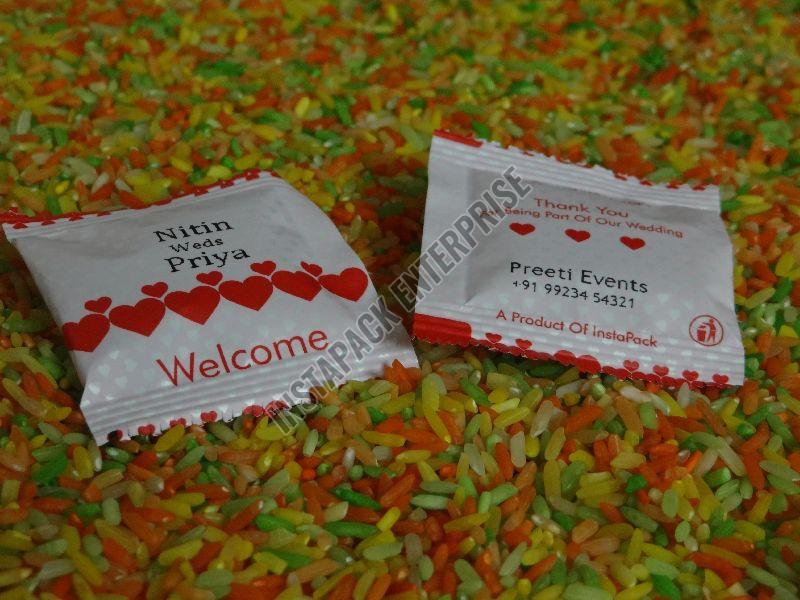 Nitin
Weds
Priya
Welcome
Thank You
For Being Part Of Our Wedding
Preeti Events
+91 99234 54321
A Product Of InstaPack
INSTAPACK ENTERPRISE